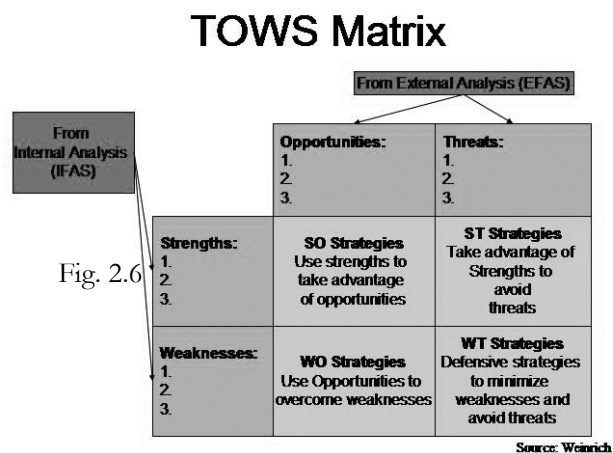 TOWS Matrix
From External Analysis (EFAS)
From
Internal Analysis
(IFAS)
Opportunities:
1.
2.
3.
Threats:
1.
2.
3.
Strengths:
1.
2.
3.
Fig. 2.6
SO Strategies
Use strengths to
take advantage
of opportunities
ST Strategies
Take advantage of
Strengths to
avoid
threats
Weaknesses:
1.
2.
3.
WO Strategies
Use Opportunities to
overcome weaknesses
WT Strategies
Defensive strategies
to minimize
weaknesses and
avoid threats
Source: Weinrich